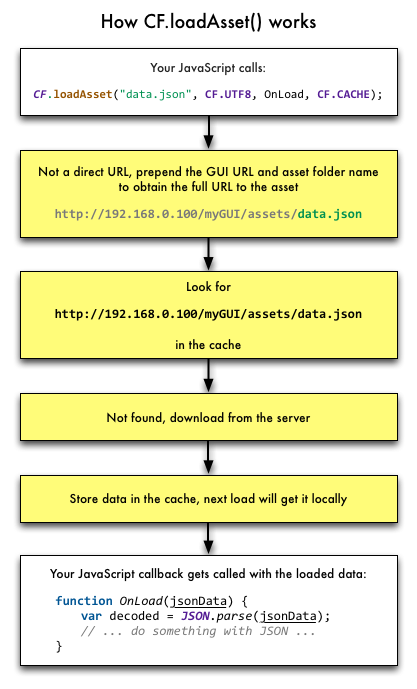 How CF.loadAsset() works
Your JavaScript calls:
CF.loadAsset("data.json", CF.UTF8, OnLoad, CF.CACHE);
Not a direct URL, prepend the GUI URL and asset folder name
to obtain the full URL to the asset
http://192.168.0.100/myGUI/assets/data.json
Look for
http://192.168.0.100/myGUI/assets/data.json
in the cache
Not found, download from the server
Store data in the cache, next load will get it locally
Your JavaScript callback gets called with the loaded data:
function OnLoad(jsonData) {
var decoded = JSON.parse(jsonData);
// ... do something with JSON ...
}